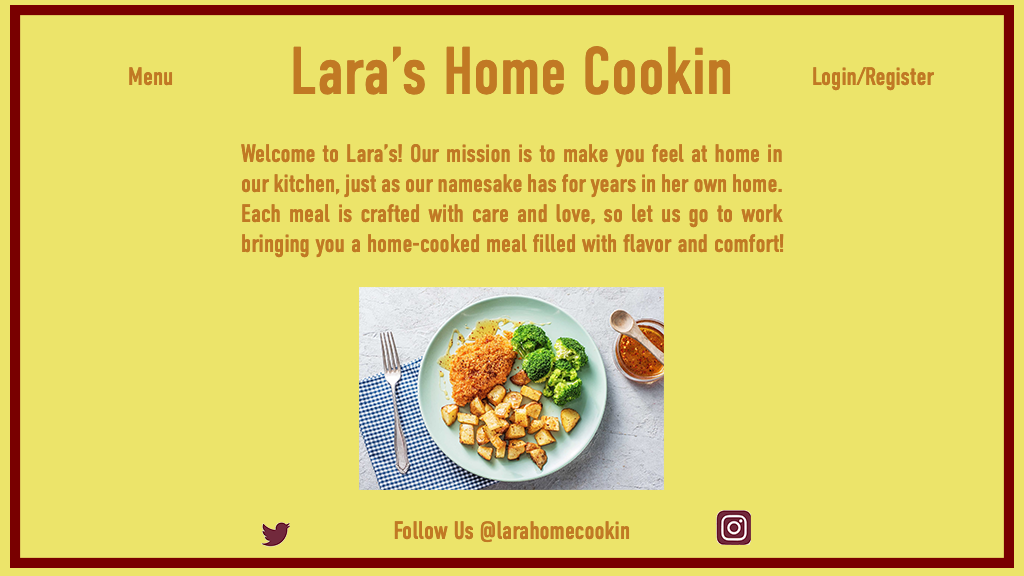 Menu
Lara’s Home Cookin
Login/Register
Welcome to Lara’s! Our mission is to make you feel at home in
our kitchen, just as our namesake has for years in her own home.
Each meal is crafted with care and love, so let us go to work
bringing you a home-cooked meal filled with flavor and comfort!
Follow Us @larahomecookin